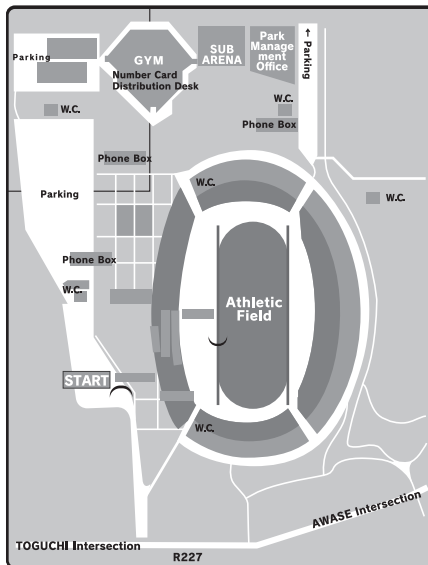 Parking
GYM
Number Card
Distribution Desk
SUB
ARENA
Park
Manage
ment
Office
← Parking
W.C.
W.C.
Phone Box
Phone Box
W.C.
Parking
W.C.
Phone Box
W.C.
Athletic
Field
START
W.C.
AWASE Intersection
TOGUCHI Intersection
R227